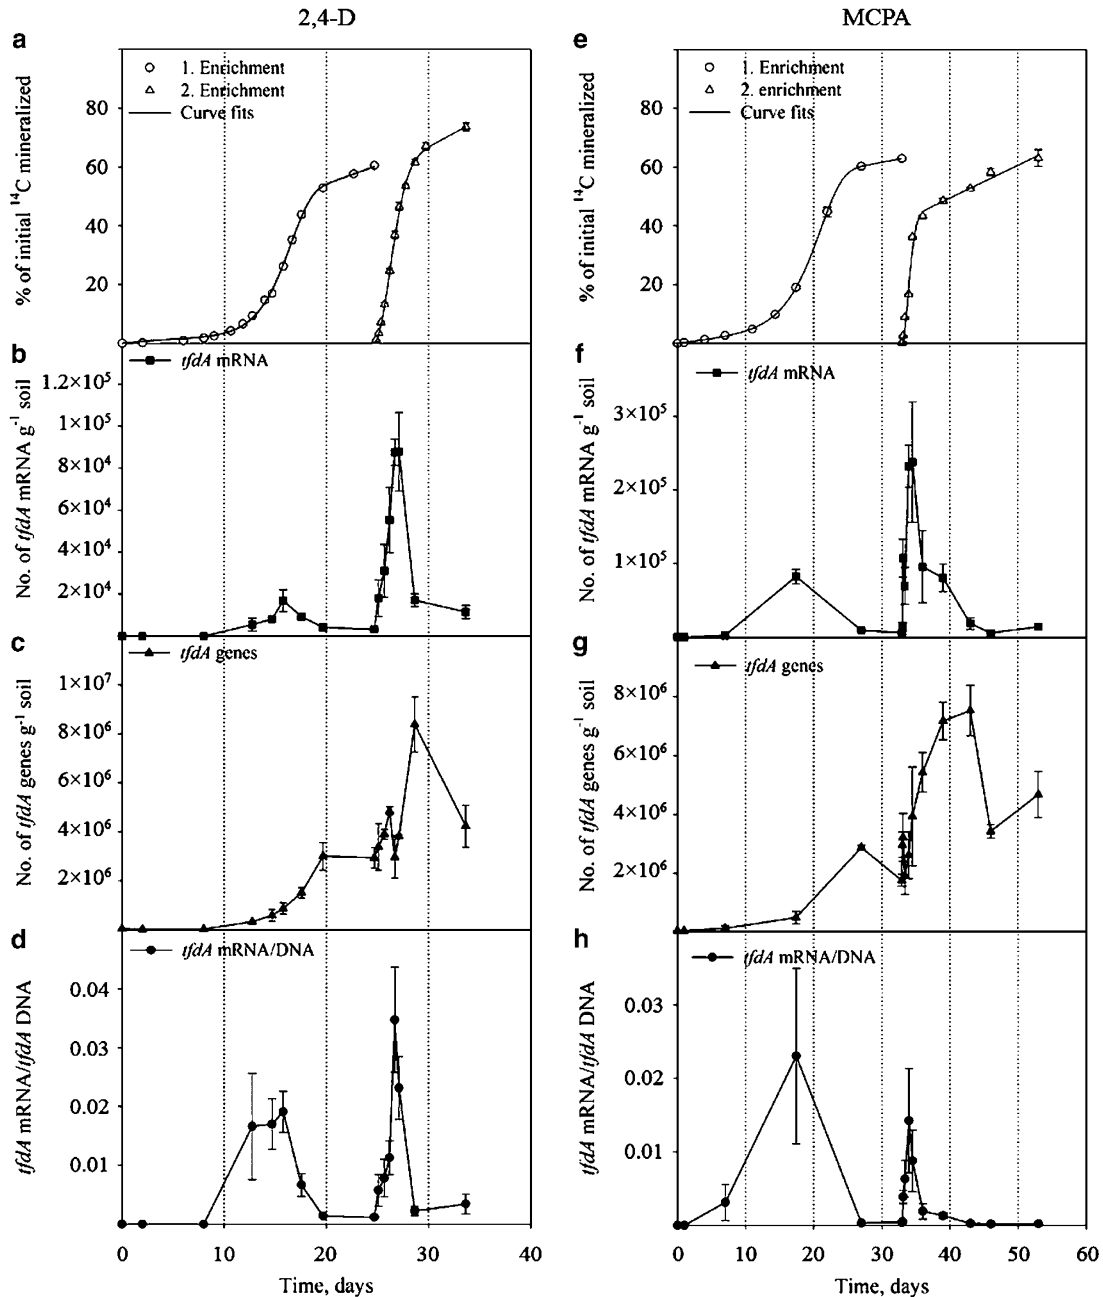 2,4-D
a
1. Enrichment
2. Enrichment
Curve fits
80
60
40
20
% of initial ¹⁴C mineralized
b
tfdA mRNA
1.2×10⁵
1×10⁵
8×10⁴
6×10⁴
4×10⁴
2×10⁴
No. of tfdA mRNA g⁻¹ soil
c
tfdA genes
1×10⁷
8×10⁶
6×10⁶
4×10⁶
2×10⁶
No. of tfdA genes g⁻¹ soil
d
tfdA mRNA/DNA
0.04
0.03
0.02
0.01
tfdA mRNA/tfdA DNA
0 10 20 30 40
Time, days
MCPA
e
1. Enrichment
2. enrichment
Curve fits
80
60
40
20
% of initial ¹⁴C mineralized
f
tfdA mRNA
3×10⁵
2×10⁵
1×10⁵
No. of tfdA mRNA g⁻¹ soil
g
tfdA genes
8×10⁶
6×10⁶
4×10⁶
2×10⁶
No. of tfdA genes g⁻¹ soil
h
tfdA mRNA/DNA
0.03
0.02
0.01
tfdA mRNA/tfdA DNA
0 10 20 30 40 50 60
Time, days